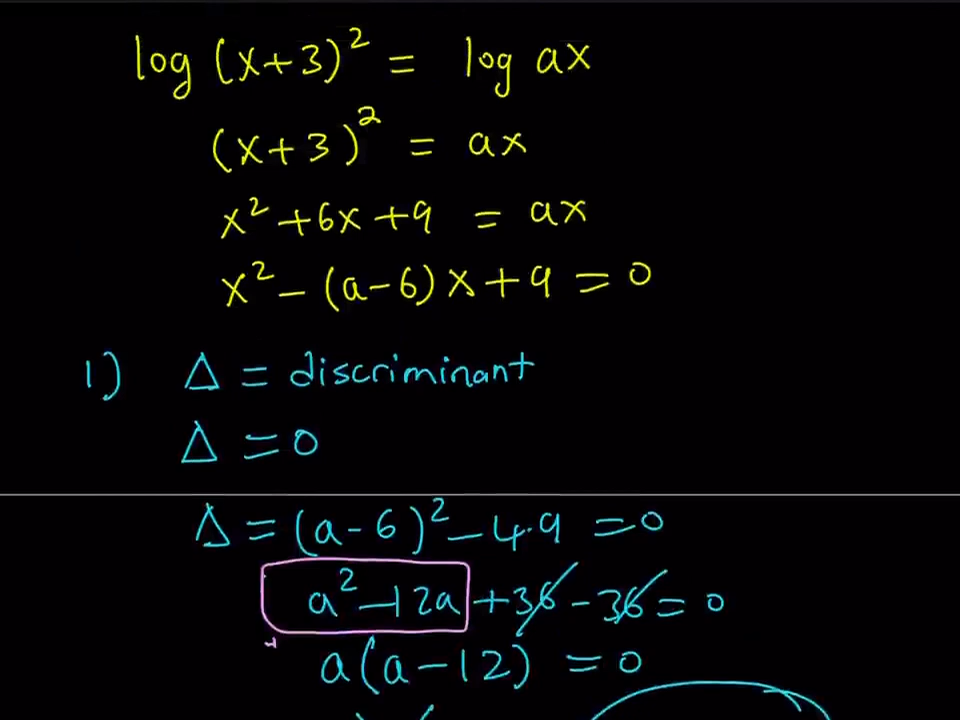 log (x+3)² = log ax
(x+3)² = ax
x² + 6x + 9 = ax
x² - (a-6)x + 9 = 0
1) Δ = discriminant
Δ = 0
Δ = (a-6)² - 4.9 = 0
a² - 12a + 36 - 36 = 0
a(a-12) = 0